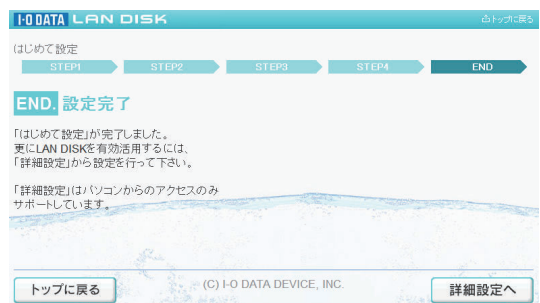 I-O DATA LAN DISK
トップに戻る
はじめて設定
STEP1 STEP2 STEP3 STEP4 END
END. 設定完了
「はじめて設定」が完了しました。
更にLAN DISKを有効活用するには、
「詳細設定」から設定を行って下さい。
「詳細設定」はパソコンからのアクセスのみ
サポートしています。
トップに戻る
(C) I-O DATA DEVICE, INC.
詳細設定へ